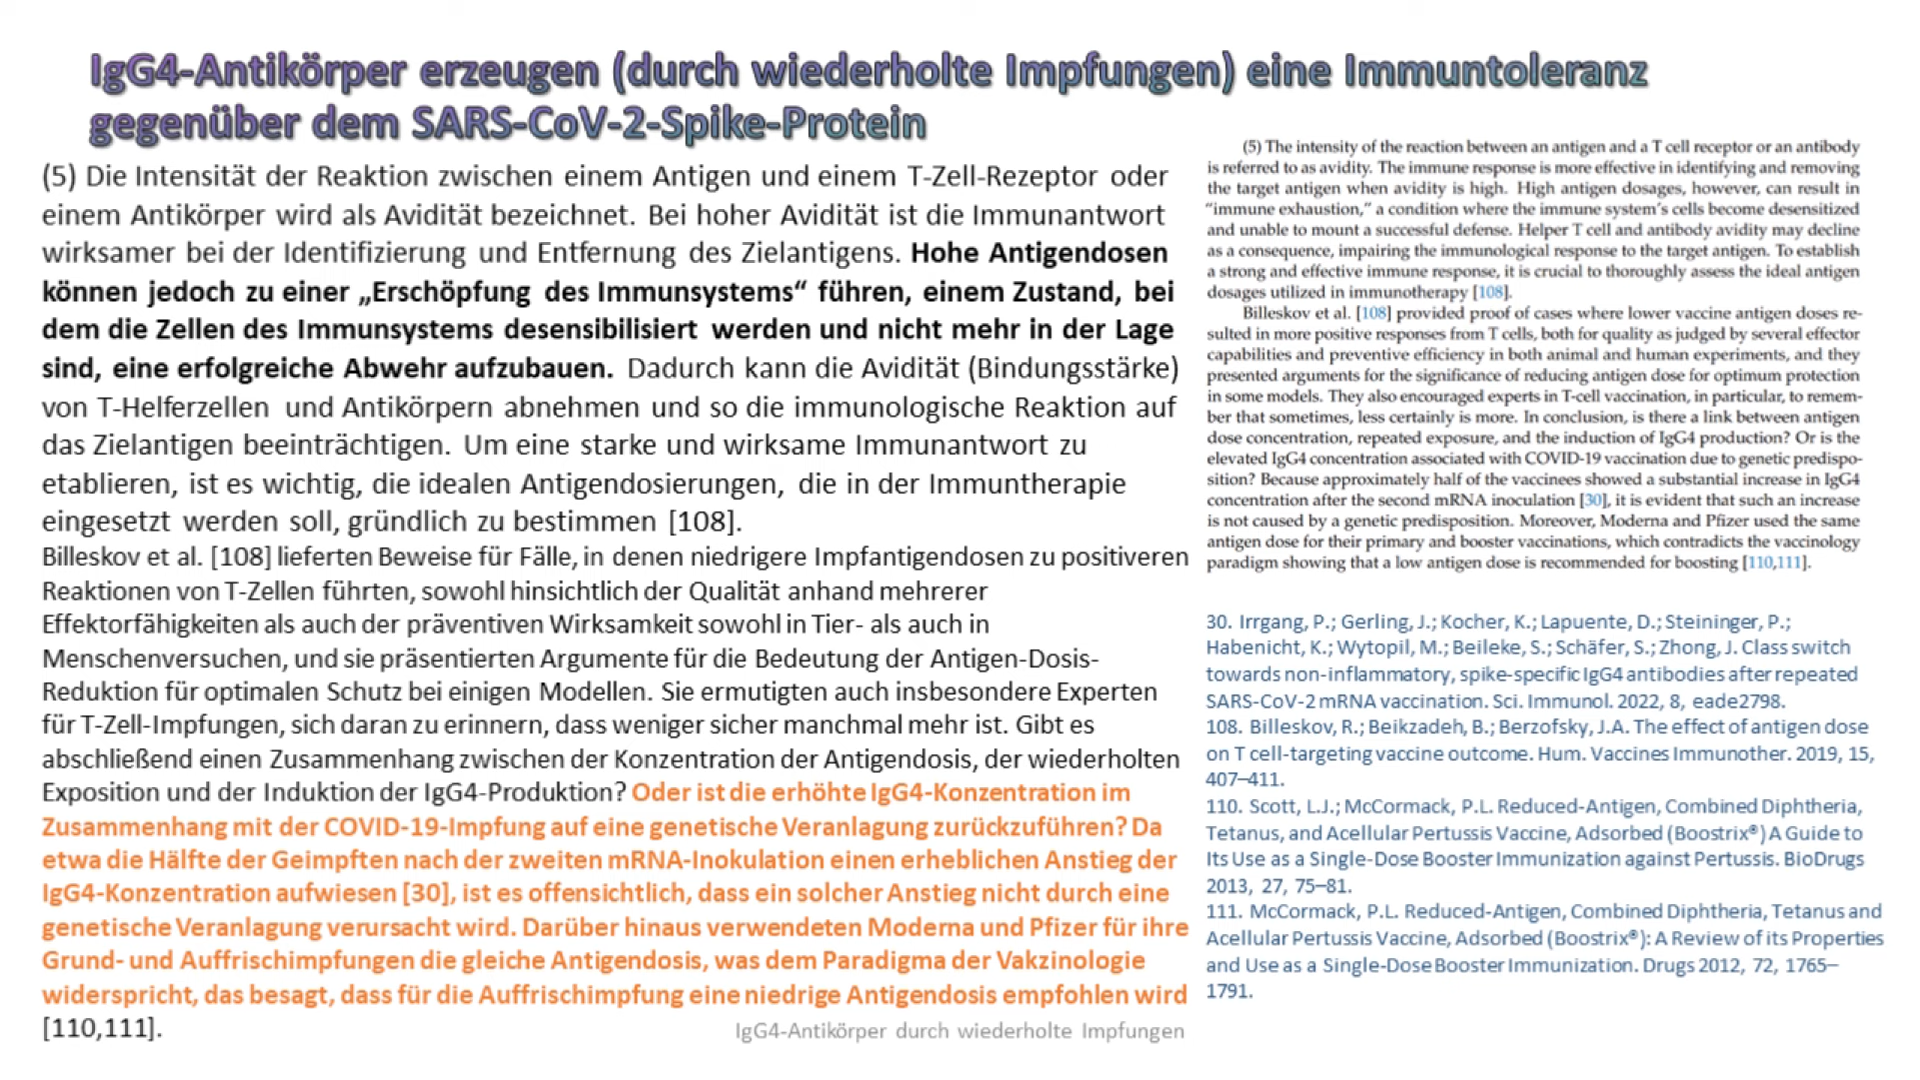 IgG4-Antikörper erzeugen (durch wiederholte Impfungen) eine Immuntoleranz
gegenüber dem SARS-CoV-2-Spike-Protein
(5) Die Intensität der Reaktion zwischen einem Antigen und einem T-Zell-Rezeptor oder
einem Antikörper wird als Avidität bezeichnet. Bei hoher Avidität ist die Immunantwort
wirksamer bei der Identifizierung und Entfernung des Zielantigens. Hohe Antigendosen
können jedoch zu einer „Erschöpfung des Immunsystems“ führen, einem Zustand, bei
dem die Zellen des Immunsystems desensibilisiert werden und nicht mehr in der Lage
sind, eine erfolgreiche Abwehr aufzubauen. Dadurch kann die Avidität (Bindungsstärke)
von T-Helferzellen und Antikörpern abnehmen und so die immunologische Reaktion auf
das Zielantigen beeinträchtigen. Um eine starke und wirksame Immunantwort zu
etablieren, ist es wichtig, die idealen Antigendosierungen, die in der Immuntherapie
eingesetzt werden soll, gründlich zu bestimmen [108].
Billeskov et al. [108] lieferten Beweise für Fälle, in denen niedrigere Impfantigendosen zu positiveren
Reaktionen von T-Zellen führten, sowohl hinsichtlich der Qualität anhand mehrerer
Effektorfähigkeiten als auch der präventiven Wirksamkeit sowohl in Tier- als auch in
Menschenversuchen, und sie präsentierten Argumente für die Bedeutung der Antigen-Dosis-
Reduktion für optimalen Schutz bei einigen Modellen. Sie ermutigten auch insbesondere Experten
für T-Zell-Impfungen, sich daran zu erinnern, dass weniger sicher manchmal mehr ist. Gibt es
abschließend einen Zusammenhang zwischen der Konzentration der Antigendosis, der wiederholten
Exposition und der Induktion der IgG4-Produktion? Oder ist die erhöhte IgG4-Konzentration im
Zusammenhang mit der COVID-19-Impfung auf eine genetische Veranlagung zurückzuführen? Da
etwa die Hälfte der Geimpften nach der zweiten mRNA-Inokulation einen erheblichen Anstieg der
IgG4-Konzentration aufwiesen [30], ist es offensichtlich, dass ein solcher Anstieg nicht durch eine
genetische Veranlagung verursacht wird. Darüber hinaus verwendeten Moderna und Pfizer für ihre
Grund- und Auffrischimpfungen die gleiche Antigendosis, was dem Paradigma der Vakzinologie
widerspricht, das besagt, dass für die Auffrischimpfung eine niedrige Antigendosis empfohlen wird
[110,111].
(5) The intensity of the reaction between an antigen and a T cell receptor or an antibody
is referred to as avidity. The immune response is more effective in identifying and removing
the target antigen when avidity is high. High antigen dosages, however, can result in
“immune exhaustion,” a condition where the immune system’s cells become desensitized
and unable to mount a successful defense. Helper T cell and antibody avidity may decline
as a consequence, impairing the immunological response to the target antigen. To establish
a strong and effective immune response, it is crucial to thoroughly assess the ideal antigen
dosages utilized in immunotherapy [108].
Billeskov et al. [108] provided proof of cases where lower vaccine antigen doses re-
sulted in more positive responses from T cells, both for quality as judged by several effector
capabilities and preventive efficiency in both animal and human experiments, and they
presented arguments for the significance of reducing antigen dose for optimum protection
in some models. They also encouraged experts in T-cell vaccination, in particular, to remem-
ber that sometimes, less certainly is more. In conclusion, is there a link between antigen
dose concentration, repeated exposure, and the induction of IgG4 production? Or is the
elevated IgG4 concentration associated with COVID-19 vaccination due to genetic predispo-
sition? Because approximately half of the vaccinees showed a substantial increase in IgG4
concentration after the second mRNA inoculation [30], it is evident that such an increase
is not caused by a genetic predisposition. Moreover, Moderna and Pfizer used the same
antigen dose for their primary and booster vaccinations, which contradicts the vaccinology
paradigm showing that a low antigen dose is recommended for boosting [110,111].
30. Irrgang, P.; Gerling, J.; Kocher, K.; Lapuente, D.; Steininger, P.;
Habenicht, K.; Wytopil, M.; Beileke, S.; Schäfer, S.; Zhong, J. Class switch
towards non-inflammatory, spike-specific IgG4 antibodies after repeated
SARS-CoV-2 mRNA vaccination. Sci. Immunol. 2022, 8, eade2798.
108. Billeskov, R.; Beikzadeh, B.; Berzofsky, J.A. The effect of antigen dose
on T cell-targeting vaccine outcome. Hum. Vaccines Immunother. 2019, 15,
407–411.
110. Scott, L.J.; McCormack, P.L. Reduced-Antigen, Combined Diphtheria,
Tetanus, and Acellular Pertussis Vaccine, Adsorbed (Boostrix®) A Guide to
Its Use as a Single-Dose Booster Immunization against Pertussis. BioDrugs
2013, 27, 75–81.
111. McCormack, P.L. Reduced-Antigen, Combined Diphtheria, Tetanus and
Acellular Pertussis Vaccine, Adsorbed (Boostrix®): A Review of its Properties
and Use as a Single-Dose Booster Immunization. Drugs 2012, 72, 1765–
1791.
IgG4-Antikörper durch wiederholte Impfungen